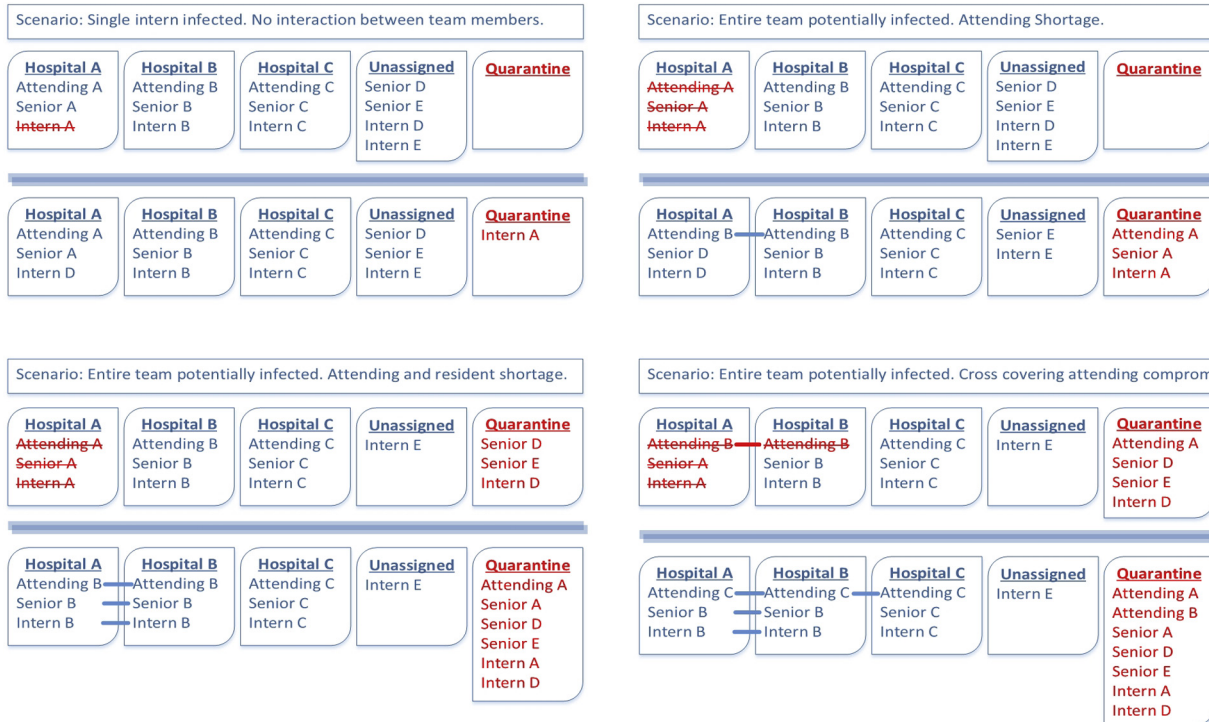 Scenario: Single intern infected. No interaction between team members.
Hospital A
Attending A
Senior A
Intern A
Hospital B
Attending B
Senior B
Intern B
Hospital C
Attending C
Senior C
Intern C
Unassigned
Senior D
Senior E
Intern D
Intern E
Quarantine
Hospital A
Attending A
Senior A
Intern D
Hospital B
Attending B
Senior B
Intern B
Hospital C
Attending C
Senior C
Intern C
Unassigned
Senior D
Senior E
Intern E
Quarantine
Intern A
Scenario: Entire team potentially infected. Attending Shortage.
Hospital A
Attending A
Senior A
Intern A
Hospital B
Attending B
Senior B
Intern B
Hospital C
Attending C
Senior C
Intern C
Unassigned
Senior D
Senior E
Intern D
Intern E
Quarantine
Hospital A
Attending B
Senior D
Intern D
Hospital B
Attending B
Senior B
Intern B
Hospital C
Attending C
Senior C
Intern C
Unassigned
Senior E
Intern E
Quarantine
Attending A
Senior A
Intern A
Scenario: Entire team potentially infected. Attending and resident shortage.
Hospital A
Attending A
Senior A
Intern A
Hospital B
Attending B
Senior B
Intern B
Hospital C
Attending C
Senior C
Intern C
Unassigned
Intern E
Quarantine
Senior D
Senior E
Intern D
Hospital A
Attending B
Senior B
Intern B
Hospital B
Attending B
Senior B
Intern B
Hospital C
Attending C
Senior C
Intern C
Unassigned
Intern E
Quarantine
Attending A
Senior A
Senior D
Senior E
Intern A
Intern D
Scenario: Entire team potentially infected. Cross covering attending
Hospital A
Attending B
Senior A
Intern A
Hospital B
Attending B
Senior B
Intern B
Hospital C
Attending C
Senior C
Intern C
Unassigned
Intern E
Quarantine
Attending A
Senior D
Senior E
Intern D
Hospital A
Attending C
Senior B
Intern B
Hospital B
Attending C
Senior B
Intern B
Hospital C
Attending C
Senior C
Intern C
Unassigned
Intern E
Quarantine
Attending A
Attending B
Senior A
Senior D
Senior E
Intern A
Intern D